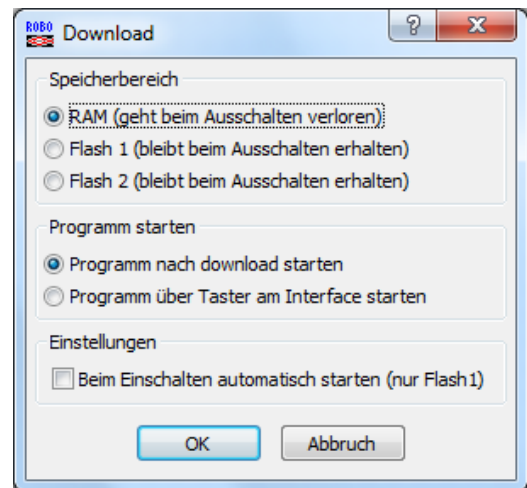 ROBO
Download
Speicherbereich
RAM (geht beim Ausschalten verloren)
Flash 1 (bleibt beim Ausschalten erhalten)
Flash 2 (bleibt beim Ausschalten erhalten)
Programm starten
Programm nach download starten
Programm über Taster am Interface starten
Einstellungen
Beim Einschalten automatisch starten (nur Flash1)
OK
Abbruch